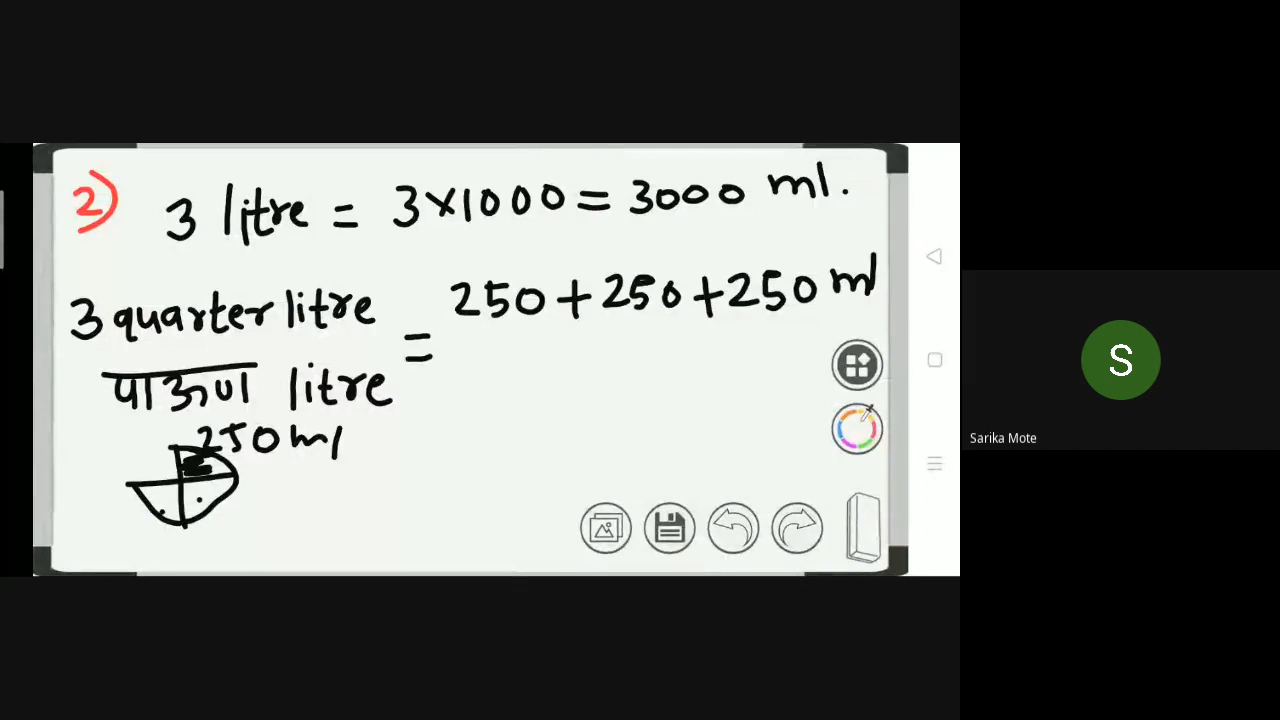 2) 3 litre = 3×1000 = 3000 ml.
3 quarter litre = 250+250+250 ml
पाऊण litre
250 ml
S
Sarika Mote